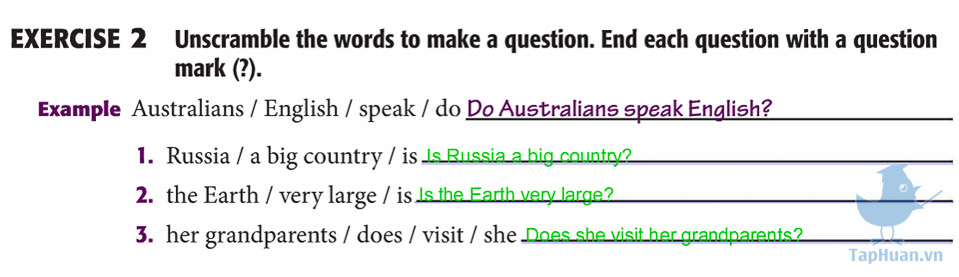 EXERCISE 2 Unscramble the words to make a question. End each question with a question
mark (?).
Example Australians / English / speak / do Do Australians speak English?
1. Russia / a big country / is Is Russia a big country?
2. the Earth / very large / is Is the Earth very large?
3. her grandparents / does / visit / she Does she visit her grandparents?
TapHuan.vn